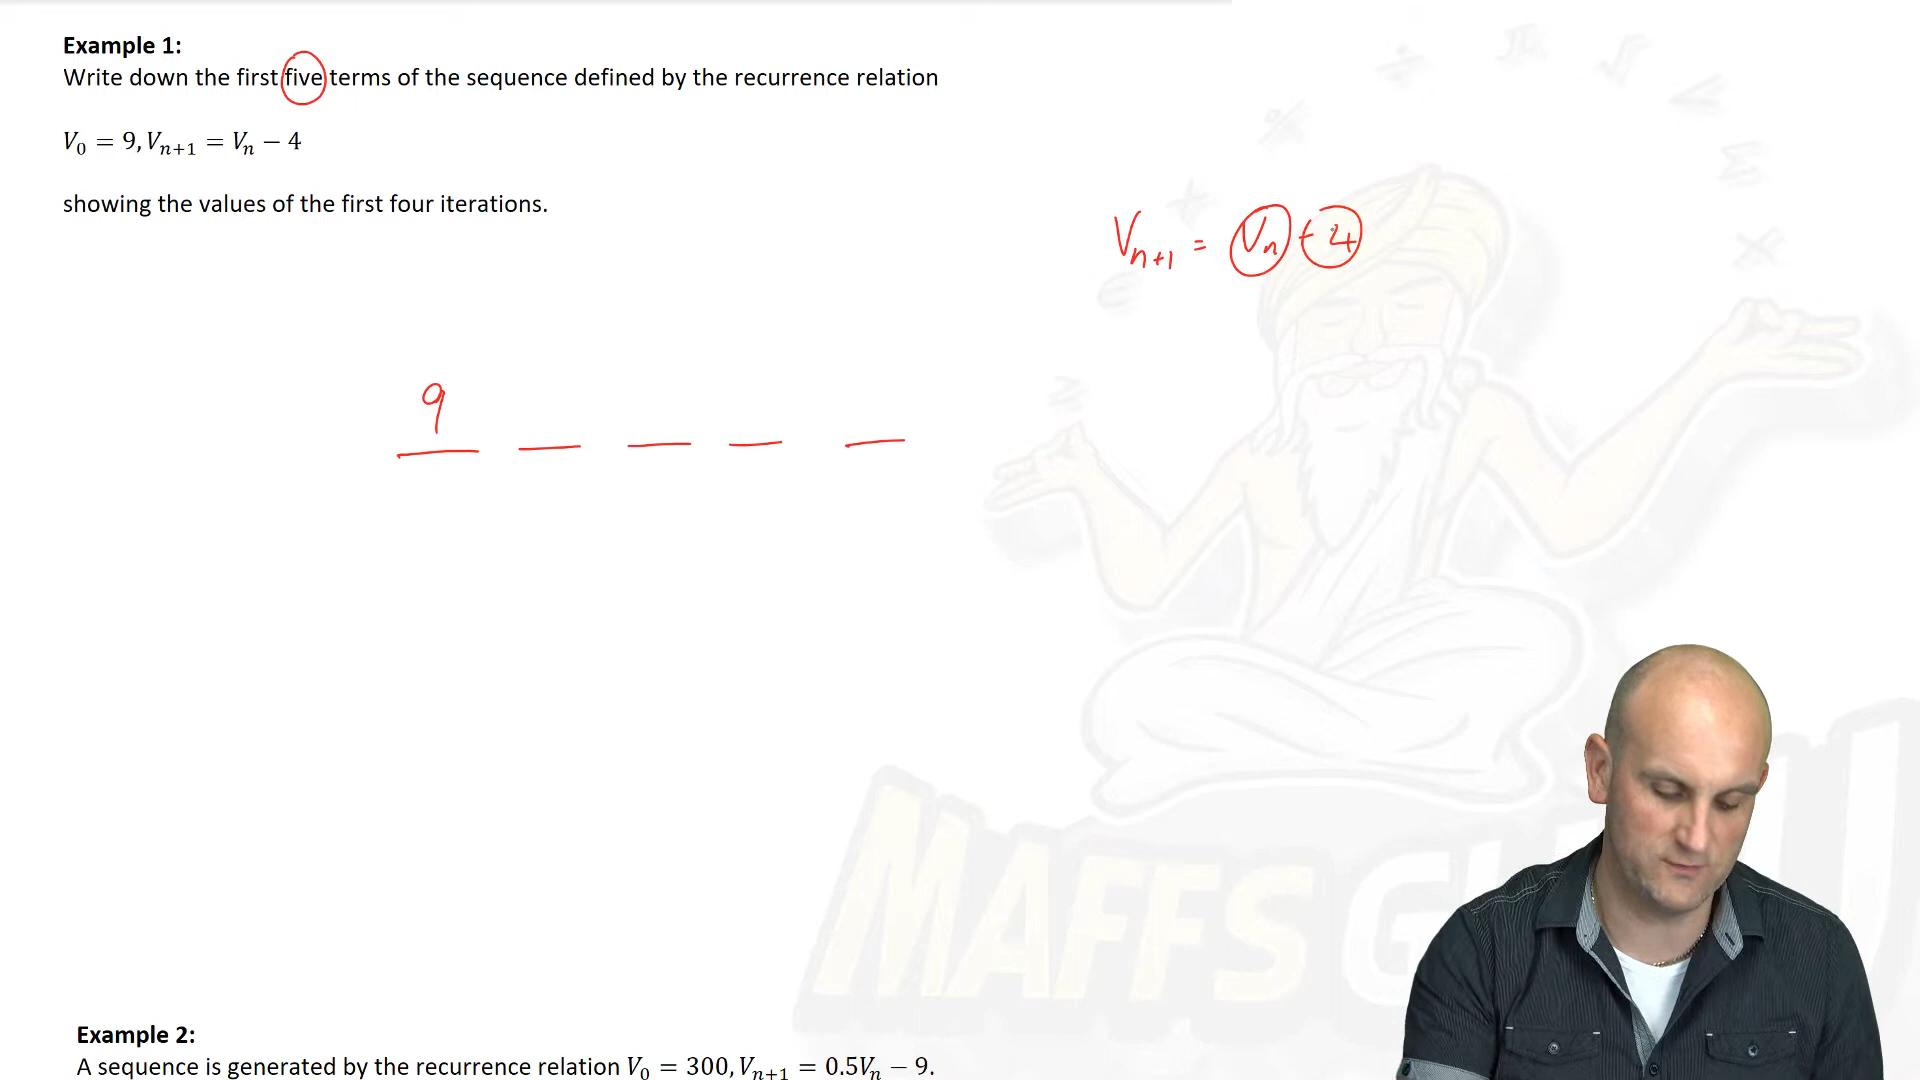 Example 1:
Write down the first five terms of the sequence defined by the recurrence relation
V₀ = 9, Vₙ₊₁ = Vₙ − 4
showing the values of the first four iterations.
Vₙ₊₁ = Vₙ - 4
9
MAFFS G
Example 2:
A sequence is generated by the recurrence relation V₀ = 300, Vₙ₊₁ = 0.5Vₙ − 9.